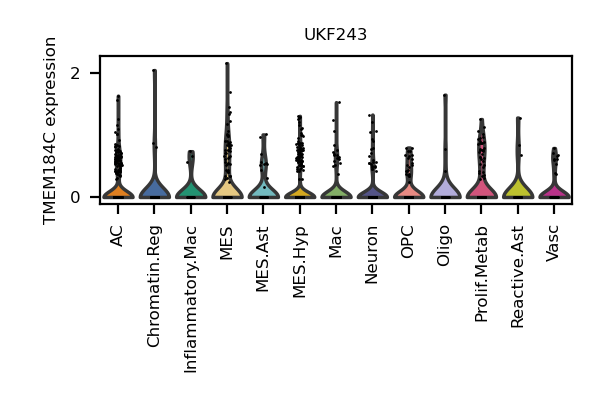 UKF243
TMEM184C expression
2
0
AC
Chromatin.Reg
Inflammatory.Mac
MES
MES.Ast
MES.Hyp
Mac
Neuron
OPC
Oligo
Prolif.Metab
Reactive.Ast
Vasc